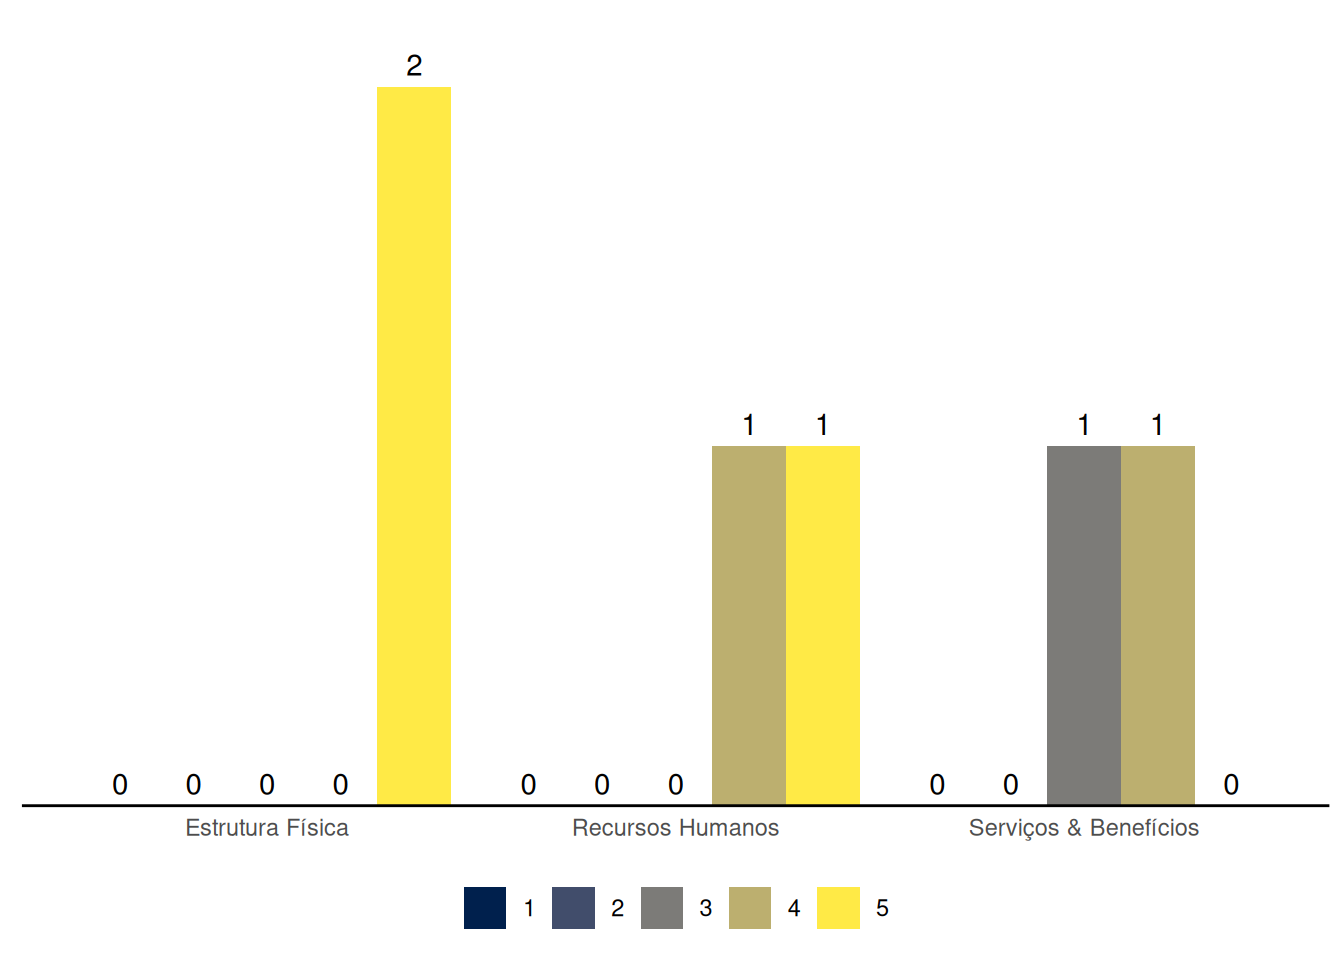 2
1 1 1 1
0 0 0 0 0 0 0 0 0 0
Estrutura Física Recursos Humanos Serviços & Benefícios
1 2 3 4 5